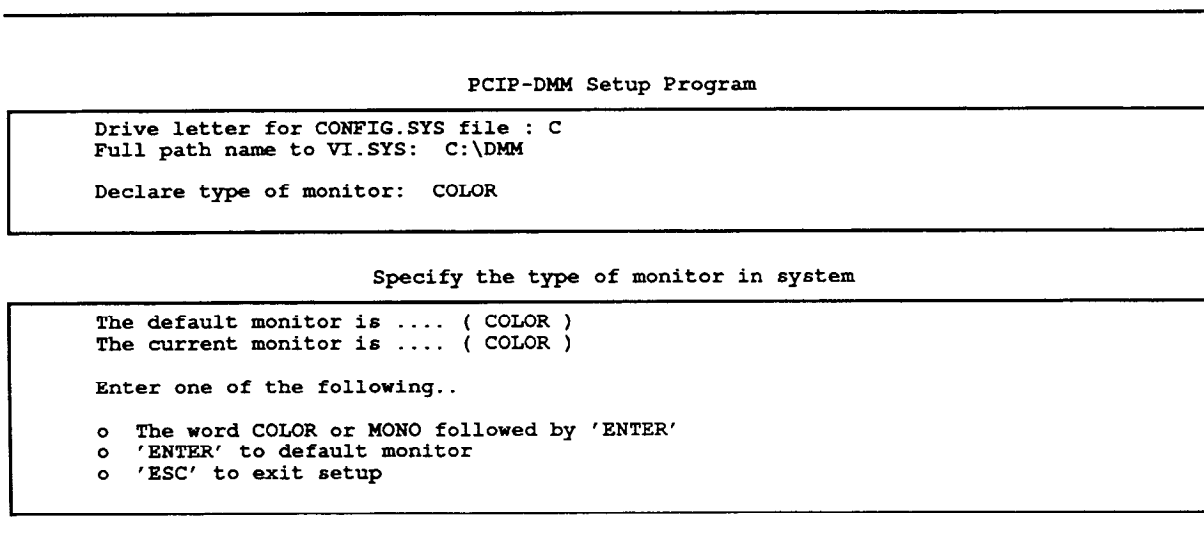 PCIP-DMM Setup Program
Drive letter for CONFIG.SYS file : C
Full path name to VI.SYS: C:\DMM
Declare type of monitor: COLOR
Specify the type of monitor in system
The default monitor is .... ( COLOR )
The current monitor is .... ( COLOR )
Enter one of the following..
o The word COLOR or MONO followed by 'ENTER'
o 'ENTER' to default monitor
o 'ESC' to exit setup